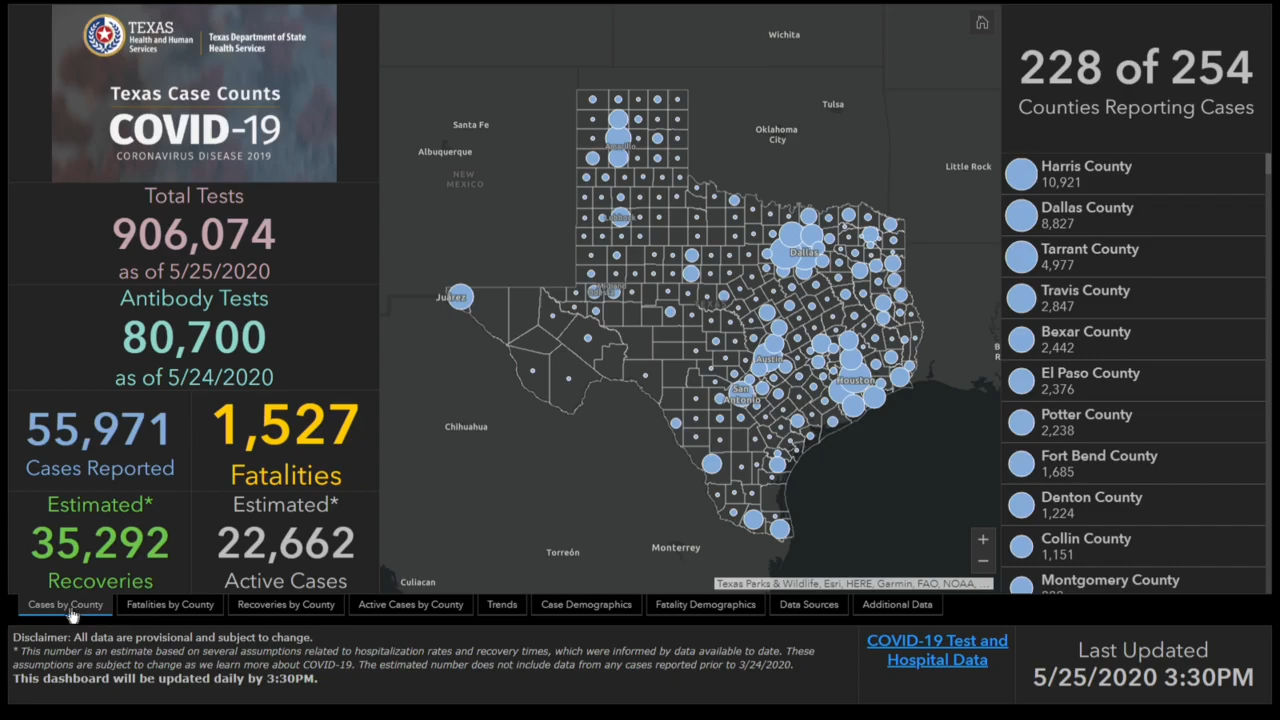 TEXAS
Health and Human
Services
Texas Department of State
Health Services
Texas Case Counts
COVID-19
CORONAVIRUS DISEASE 2019
Total Tests
906,074
as of 5/25/2020
Antibody Tests
80,700
as of 5/24/2020
55,971
Cases Reported
1,527
Fatalities
Estimated*
35,292
Recoveries
Estimated*
22,662
Active Cases
Wichita
Tulsa
Santa Fe
Oklahoma
City
Albuquerque
Amarillo
Little Rock
NEW
MEXICO
Lubbock
Dallas
Midland
Odessa
Juárez
TEXAS
Austin
Houston
San
Antonio
Chihuahua
Torreón
Monterrey
Culiacan
+
−
Texas Parks & Wildlife, Esri, HERE, Garmin, FAO, NOAA, ...
228 of 254
Counties Reporting Cases
Harris County
10,921
Dallas County
8,827
Tarrant County
4,977
Travis County
2,847
Bexar County
2,442
El Paso County
2,376
Potter County
2,238
Fort Bend County
1,685
Denton County
1,224
Collin County
1,151
Montgomery County
Cases by County
Fatalities by County
Recoveries by County
Active Cases by County
Trends
Case Demographics
Fatality Demographics
Data Sources
Additional Data
Disclaimer: All data are provisional and subject to change.
* This number is an estimate based on several assumptions related to hospitalization rates and recovery times, which were informed by data available to date. These
assumptions are subject to change as we learn more about COVID-19. The estimated number does not include data from any cases reported prior to 3/24/2020.
This dashboard will be updated daily by 3:30PM.
COVID-19 Test and
Hospital Data
Last Updated
5/25/2020 3:30PM